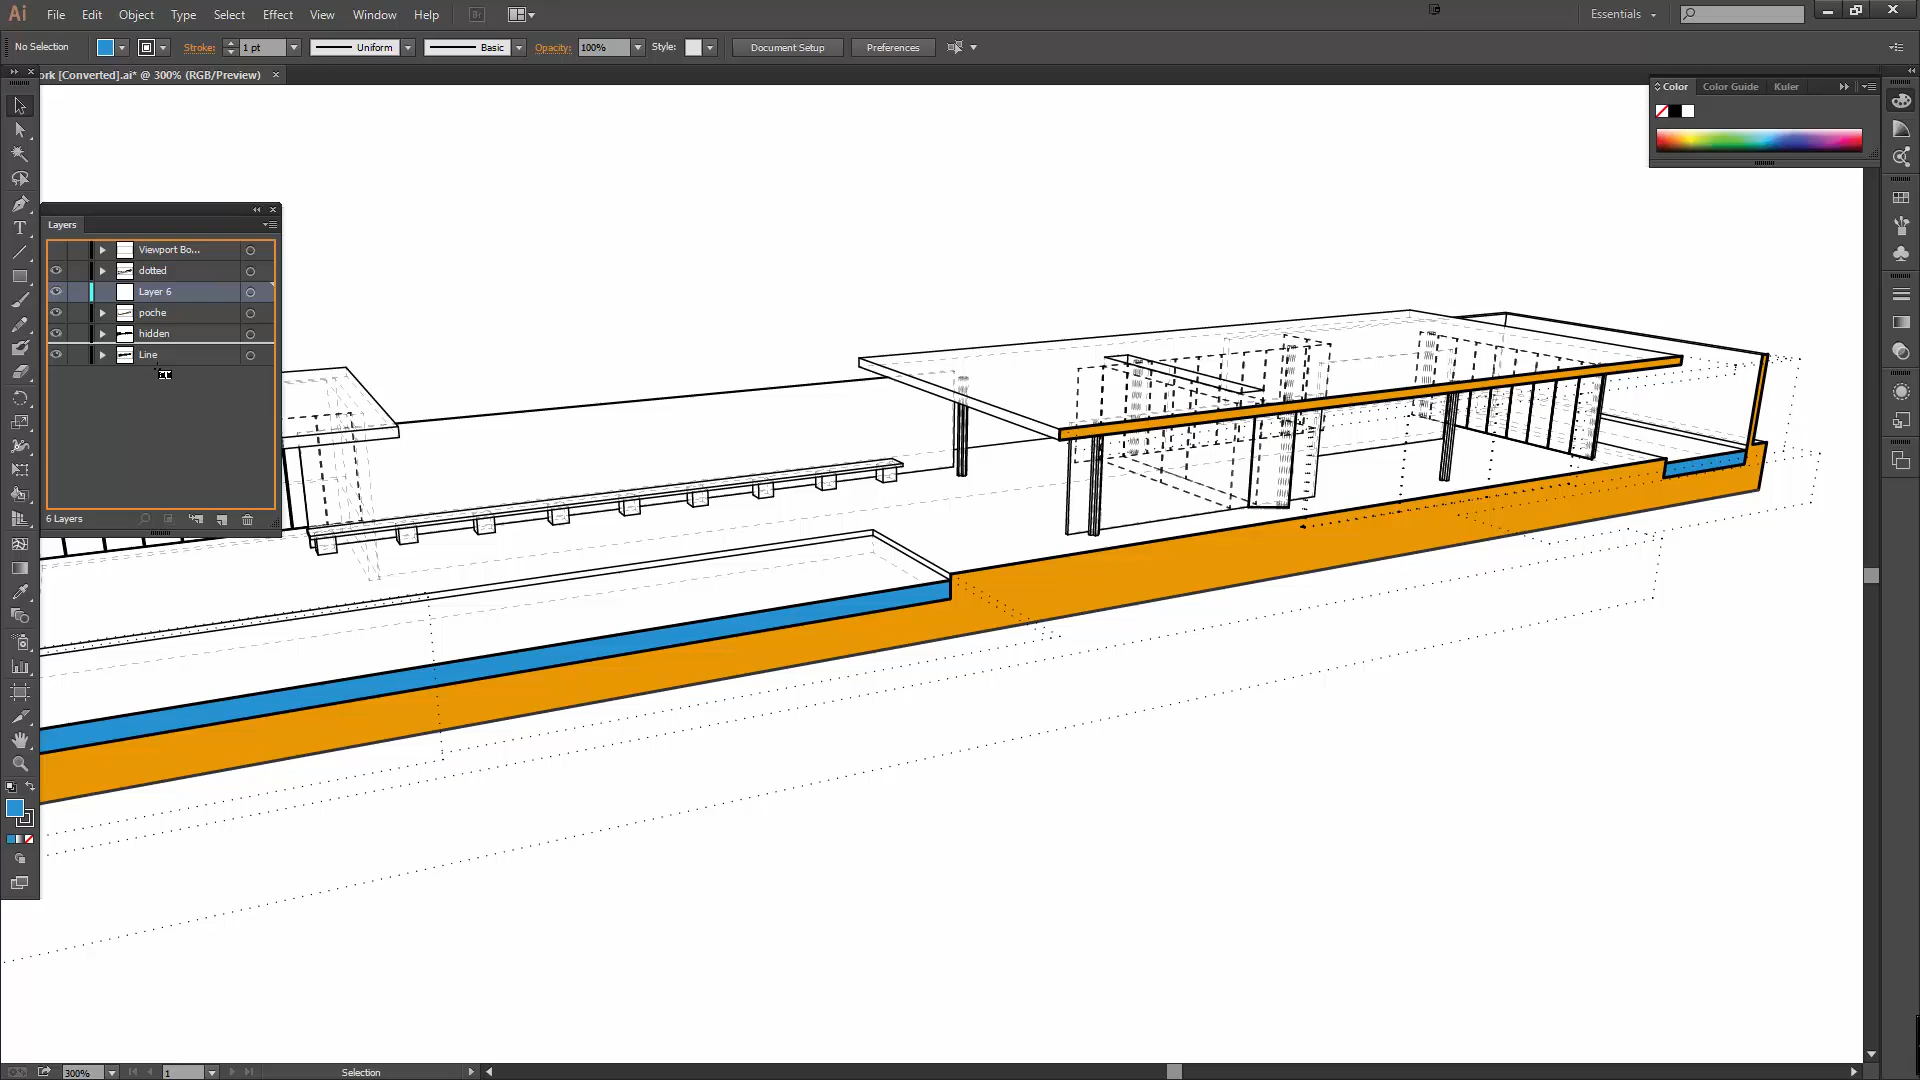 Ai File Edit Object Type Select Effect View Window Help Br Essentials
No Selection Stroke: 1 pt Uniform Basic Opacity: 100% Style: Document Setup Preferences
ork [Converted].ai* @ 300% (RGB/Preview)
Color Color Guide Kuler
Layers
Viewport Bo...
dotted
Layer 6
poche
hidden
Line
6 Layers
300% 1 Selection